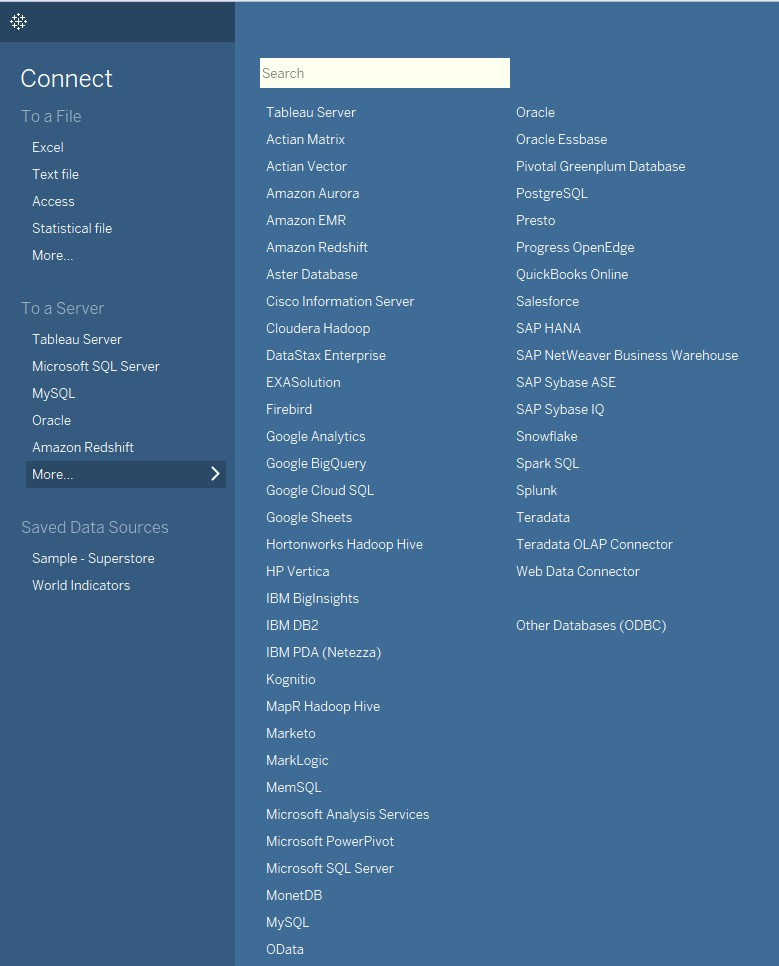 Connect
To a File
Excel
Text file
Access
Statistical file
More...
To a Server
Tableau Server
Microsoft SQL Server
MySQL
Oracle
Amazon Redshift
More...
Saved Data Sources
Sample - Superstore
World Indicators
Search
Tableau Server
Actian Matrix
Actian Vector
Amazon Aurora
Amazon EMR
Amazon Redshift
Aster Database
Cisco Information Server
Cloudera Hadoop
DataStax Enterprise
EXASolution
Firebird
Google Analytics
Google BigQuery
Google Cloud SQL
Google Sheets
Hortonworks Hadoop Hive
HP Vertica
IBM BigInsights
IBM DB2
IBM PDA (Netezza)
Kognitio
MapR Hadoop Hive
Marketo
MarkLogic
MemSQL
Microsoft Analysis Services
Microsoft PowerPivot
Microsoft SQL Server
MonetDB
MySQL
OData
Oracle
Oracle Essbase
Pivotal Greenplum Database
PostgreSQL
Presto
Progress OpenEdge
QuickBooks Online
Salesforce
SAP HANA
SAP NetWeaver Business Warehouse
SAP Sybase ASE
SAP Sybase IQ
Snowflake
Spark SQL
Splunk
Teradata
Teradata OLAP Connector
Web Data Connector
Other Databases (ODBC)